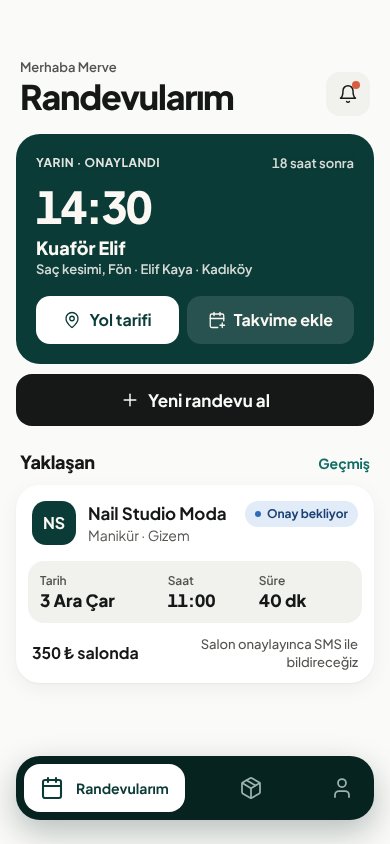 Merhaba Merve
Randevularım
YARIN · ONAYLANDI
18 saat sonra
14:30
Kuaför Elif
Saç kesimi, Fön · Elif Kaya · Kadıköy
Yol tarifi
Takvime ekle
Yeni randevu al
Yaklaşan
Geçmiş
NS
Nail Studio Moda
Onay bekliyor
Manikür · Gizem
Tarih
Saat
Süre
3 Ara Çar
11:00
40 dk
350 ₺ salonda
Salon onaylayınca SMS ile
bildireceğiz
Randevularım